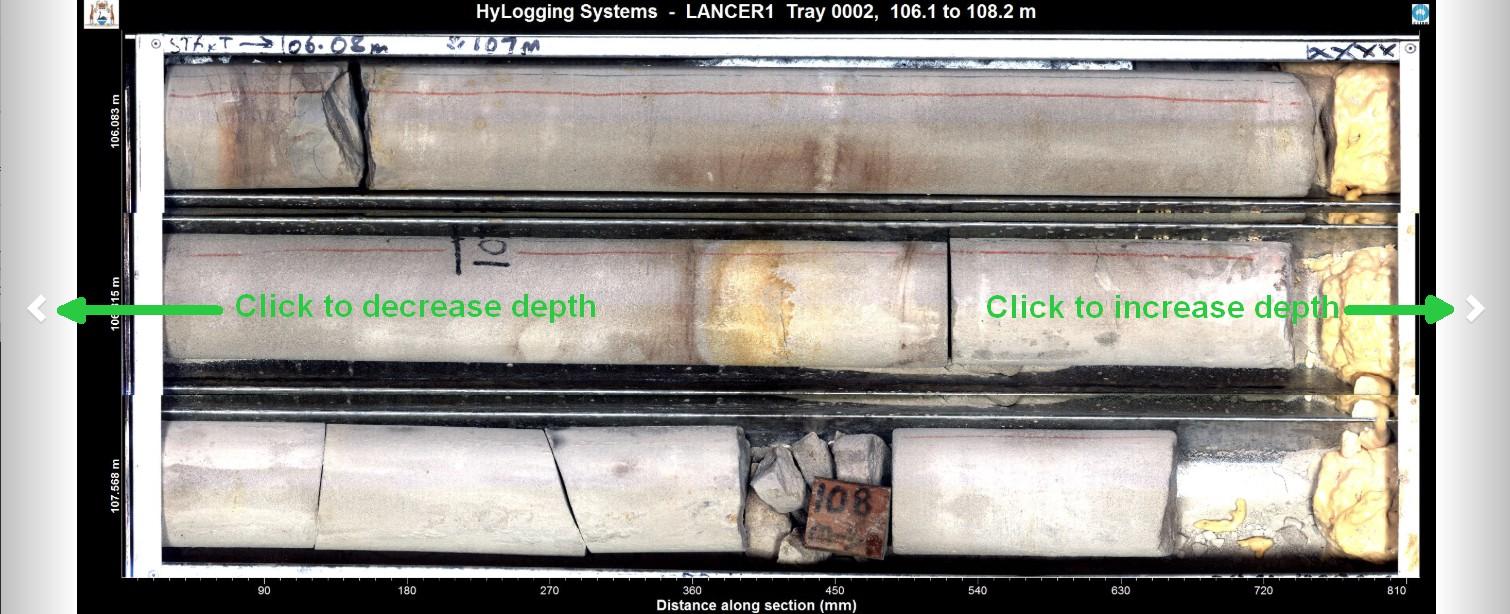 HyLogging Systems - LANCER1 Tray 0002, 106.1 to 108.2 m
START → 106.08m 107m
XXXX
106.083 m
10
Click to decrease depth
Click to increase depth
107.568 m
108
90 180 270 360 450 540 630 720 810
Distance along section (mm)